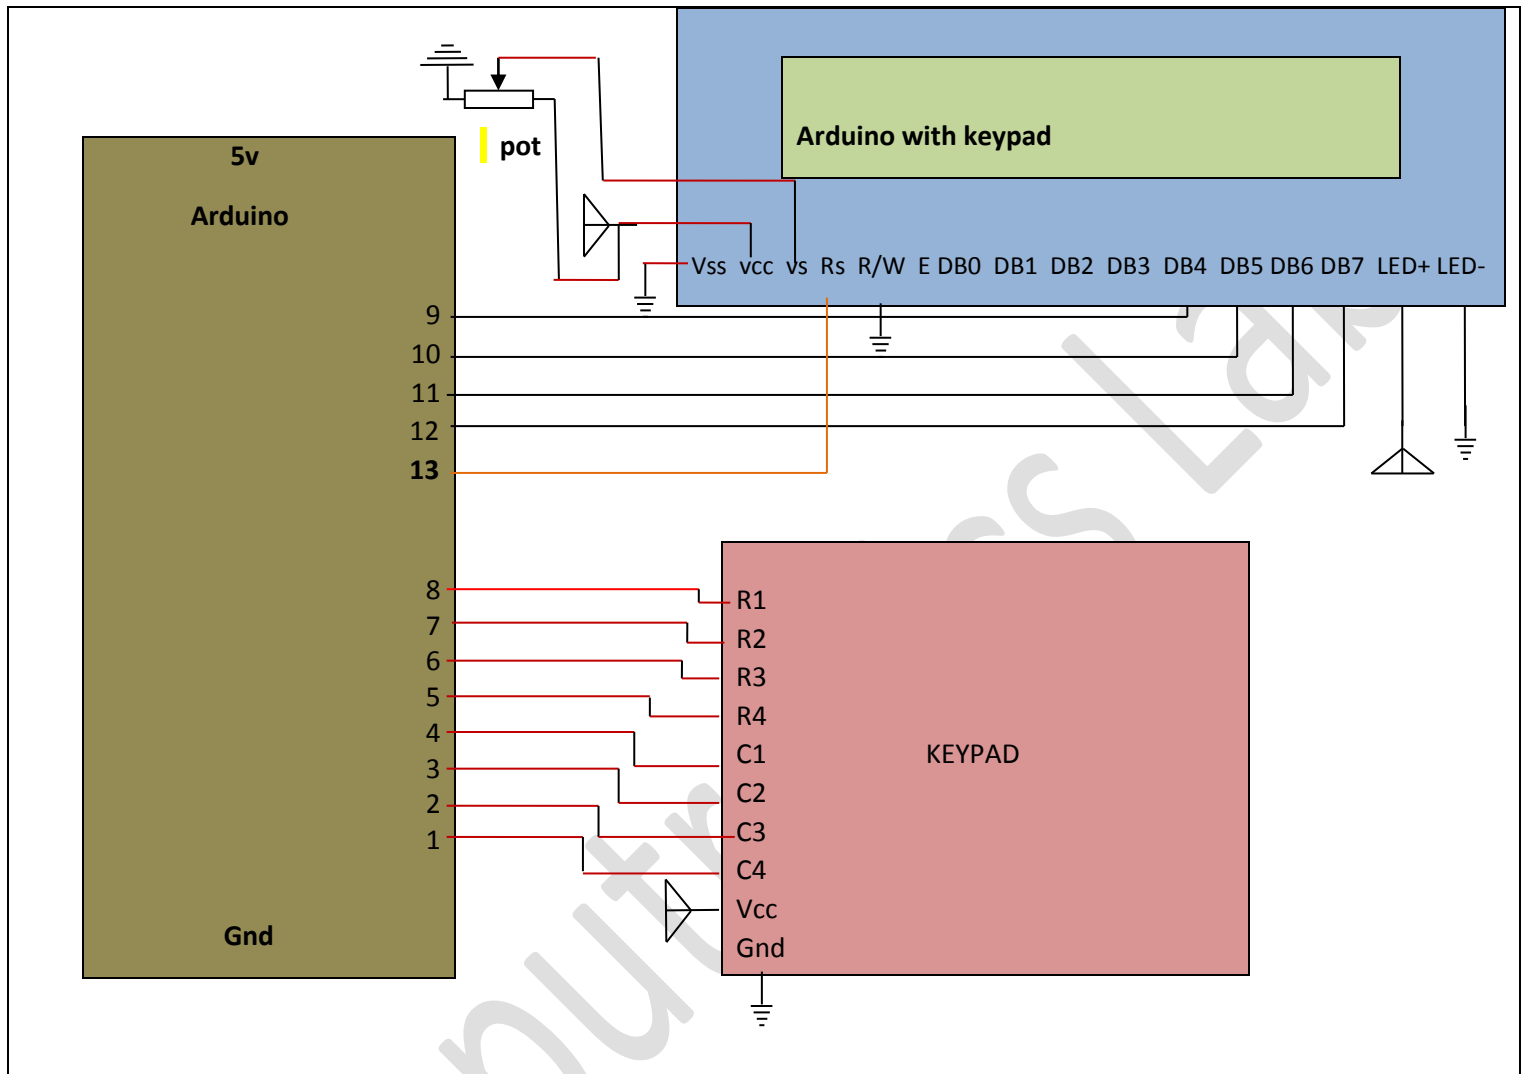 5v
Arduino
pot
Arduino with keypad
Vss vcc vs Rs R/W E DB0 DB1 DB2 DB3 DB4 DB5 DB6 DB7 LED+ LED-
9
10
11
12
13
8
7
6
5
4
3
2
1
Gnd
R1
R2
R3
R4
C1
C2
C3
C4
Vcc
Gnd
KEYPAD